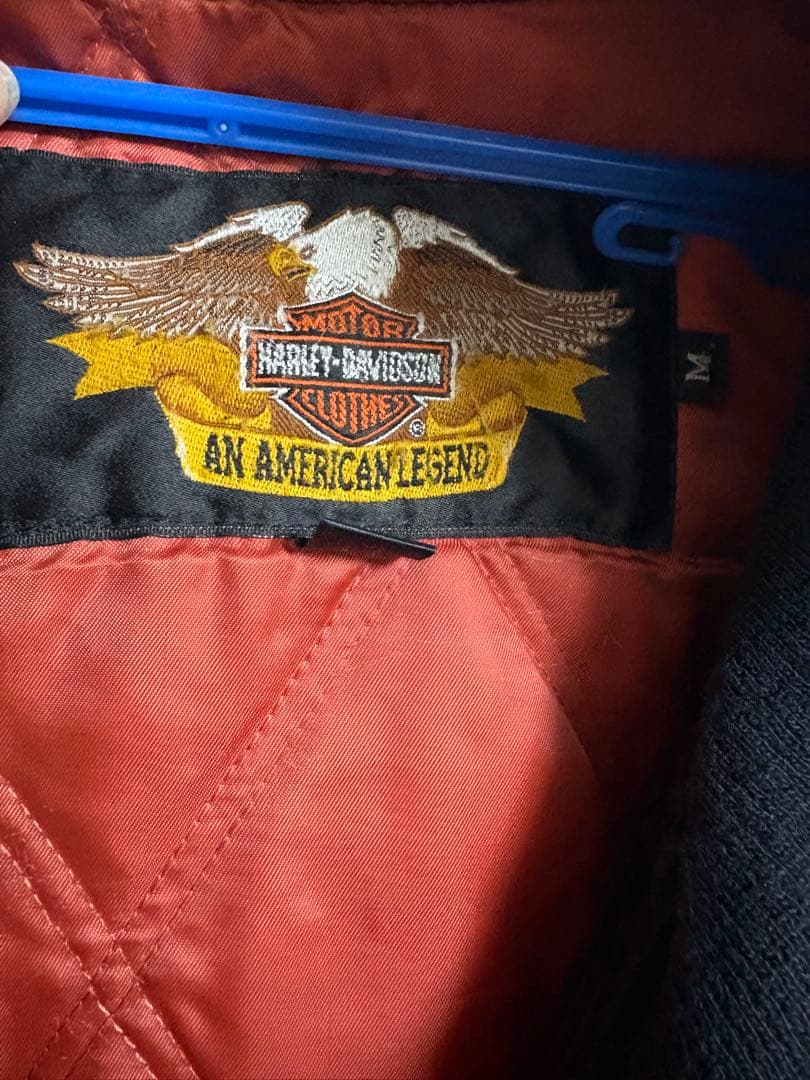 MOTOR
HARLEY-DAVIDSON
CLOTHES
®
AN AMERICAN LEGEND
M